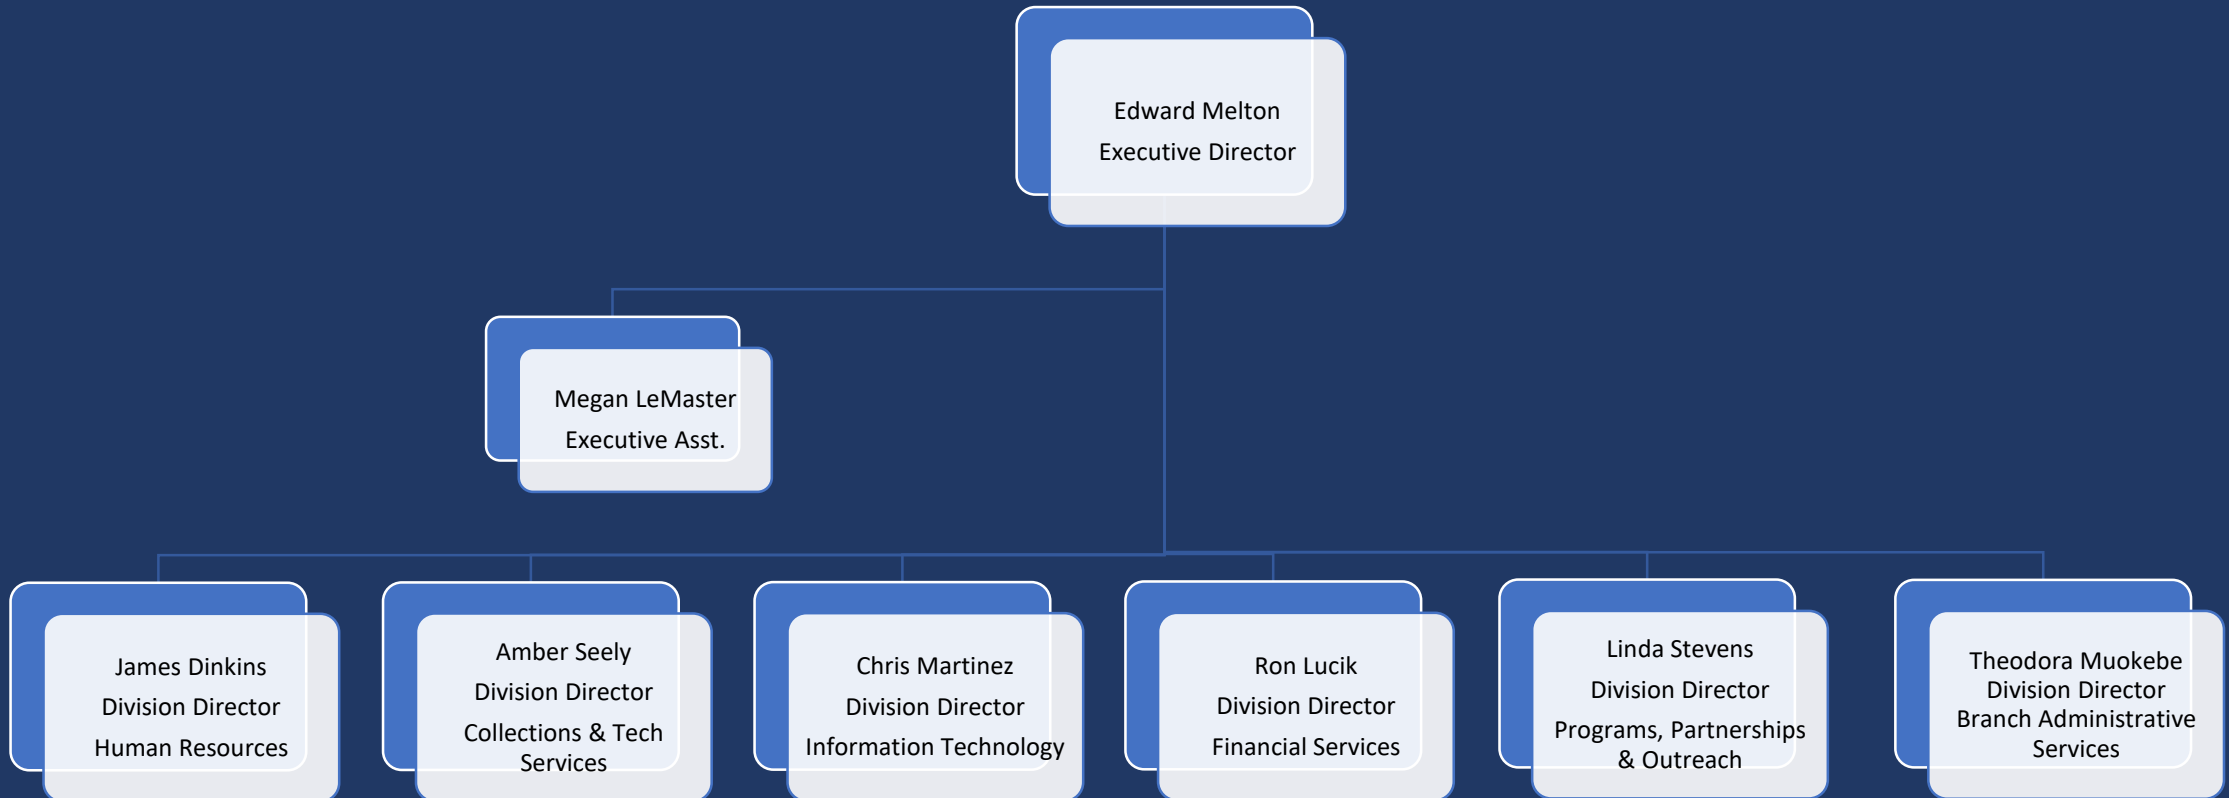 Edward Melton
Executive Director
Megan LeMaster
Executive Asst.
James Dinkins
Division Director
Human Resources
Amber Seely
Division Director
Collections & Tech
Services
Chris Martinez
Division Director
Information Technology
Ron Lucik
Division Director
Financial Services
Linda Stevens
Division Director
Programs, Partnerships
& Outreach
Theodora Muokebe
Division Director
Branch Administrative
Services